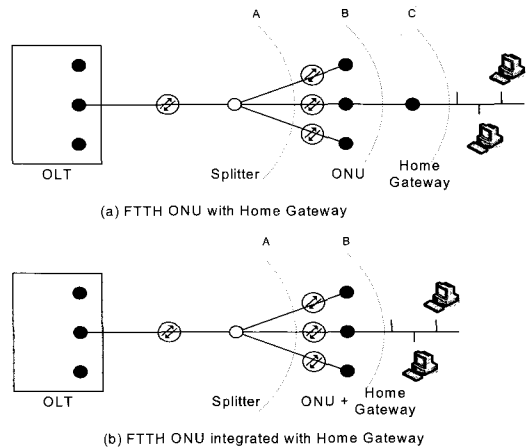 A
B
C
OLT
Splitter
ONU
Home
Gateway
(a) FTTH ONU with Home Gateway
A
B
OLT
Splitter
ONU + Home
Gateway
(b) FTTH ONU integrated with Home Gateway